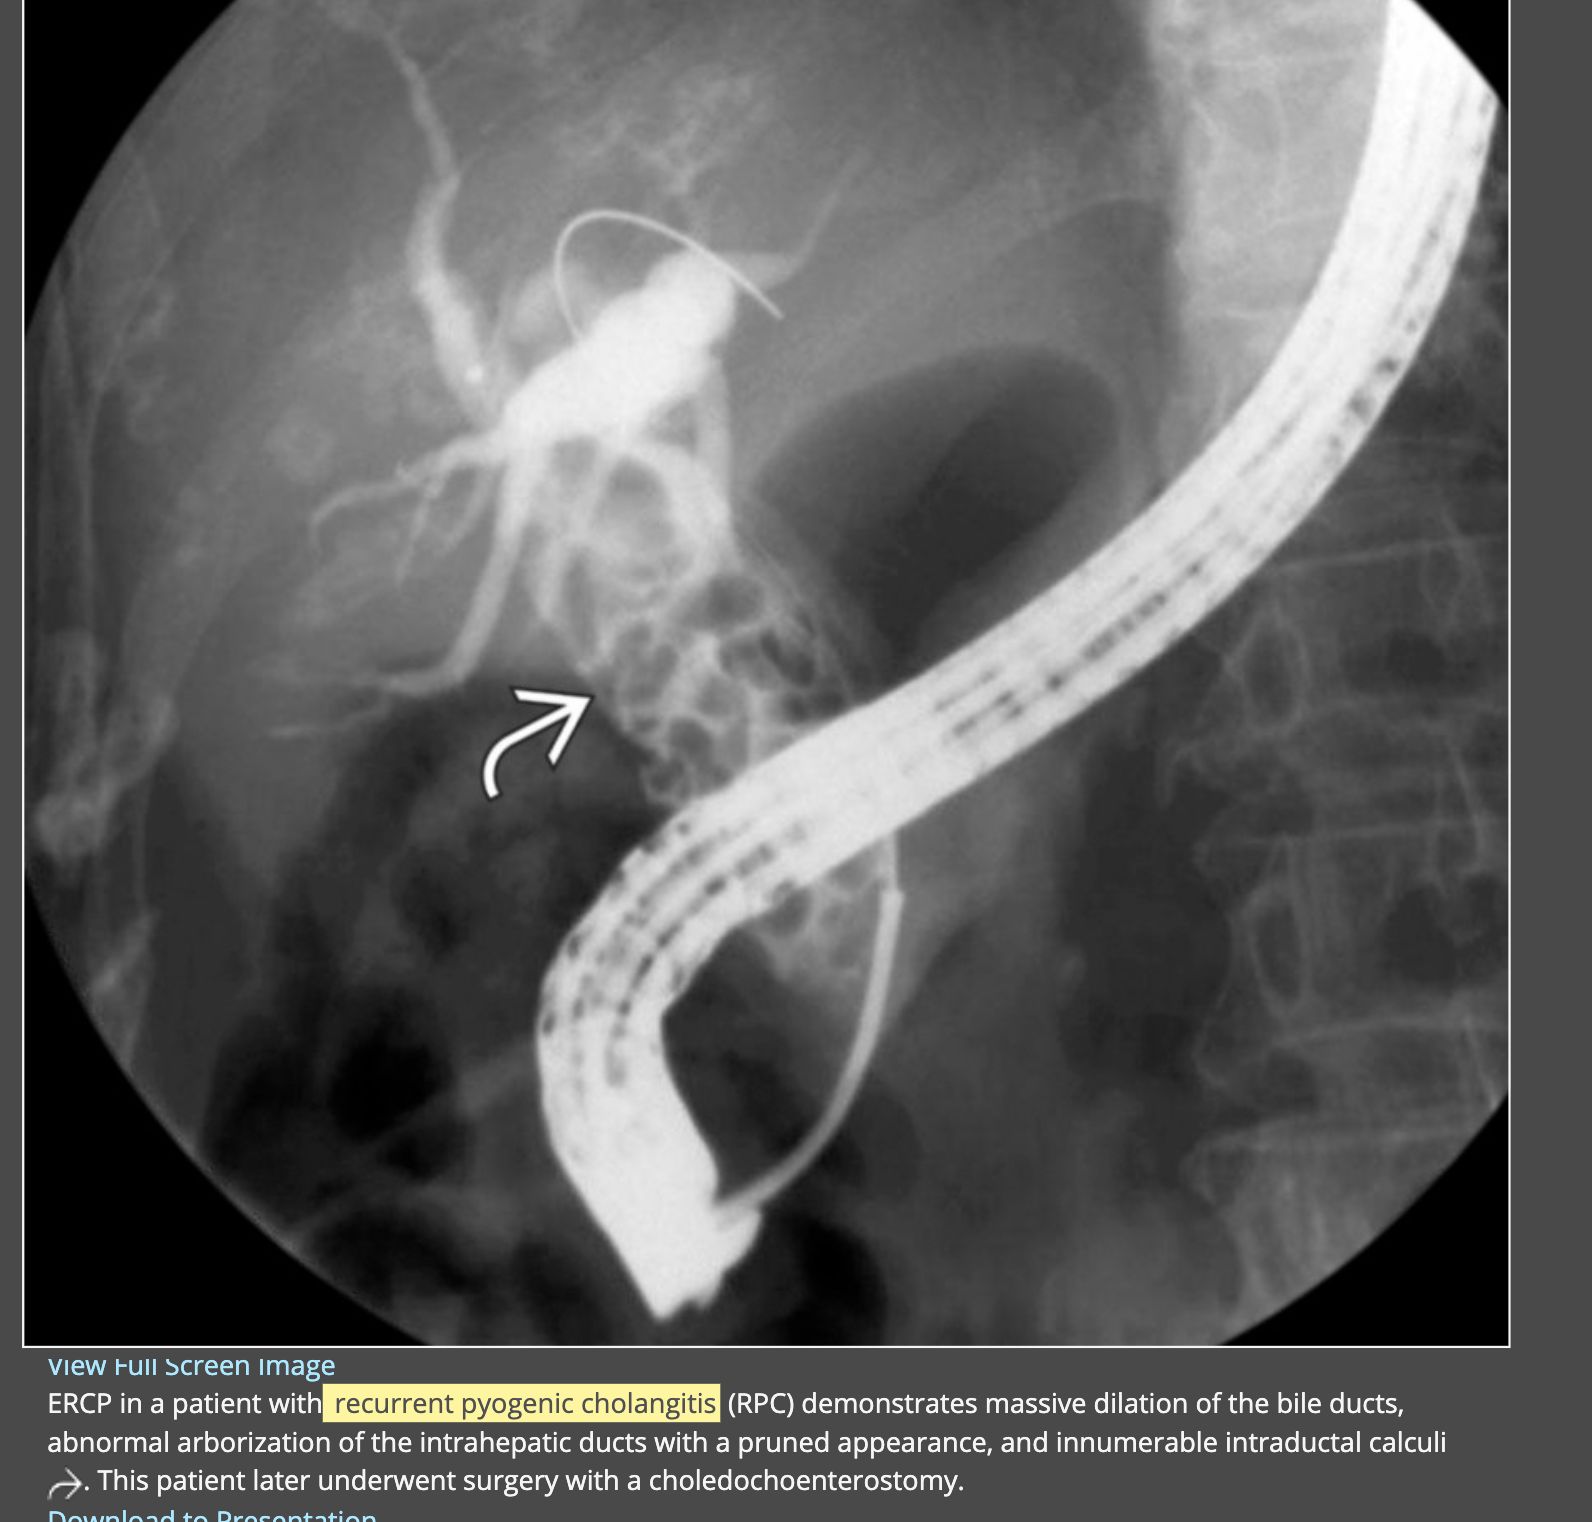 View Full Screen Image
ERCP in a patient with recurrent pyogenic cholangitis (RPC) demonstrates massive dilation of the bile ducts,
abnormal arborization of the intrahepatic ducts with a pruned appearance, and innumerable intraductal calculi
. This patient later underwent surgery with a choledochoenterostomy.
Download to Presentation